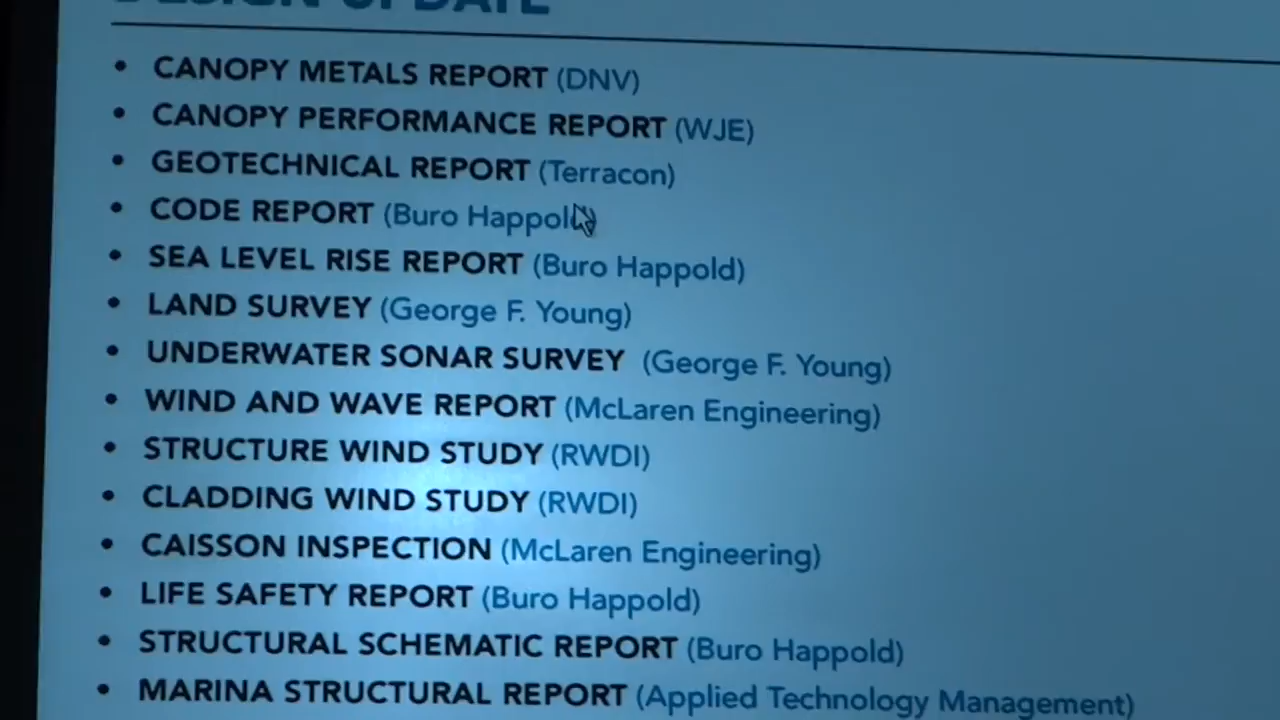 DESIGN UPDATE
• CANOPY METALS REPORT (DNV)
• CANOPY PERFORMANCE REPORT (WJE)
• GEOTECHNICAL REPORT (Terracon)
• CODE REPORT (Buro Happold)
• SEA LEVEL RISE REPORT (Buro Happold)
• LAND SURVEY (George F. Young)
• UNDERWATER SONAR SURVEY (George F. Young)
• WIND AND WAVE REPORT (McLaren Engineering)
• STRUCTURE WIND STUDY (RWDI)
• CLADDING WIND STUDY (RWDI)
• CAISSON INSPECTION (McLaren Engineering)
• LIFE SAFETY REPORT (Buro Happold)
• STRUCTURAL SCHEMATIC REPORT (Buro Happold)
• MARINA STRUCTURAL REPORT (Applied Technology Management)